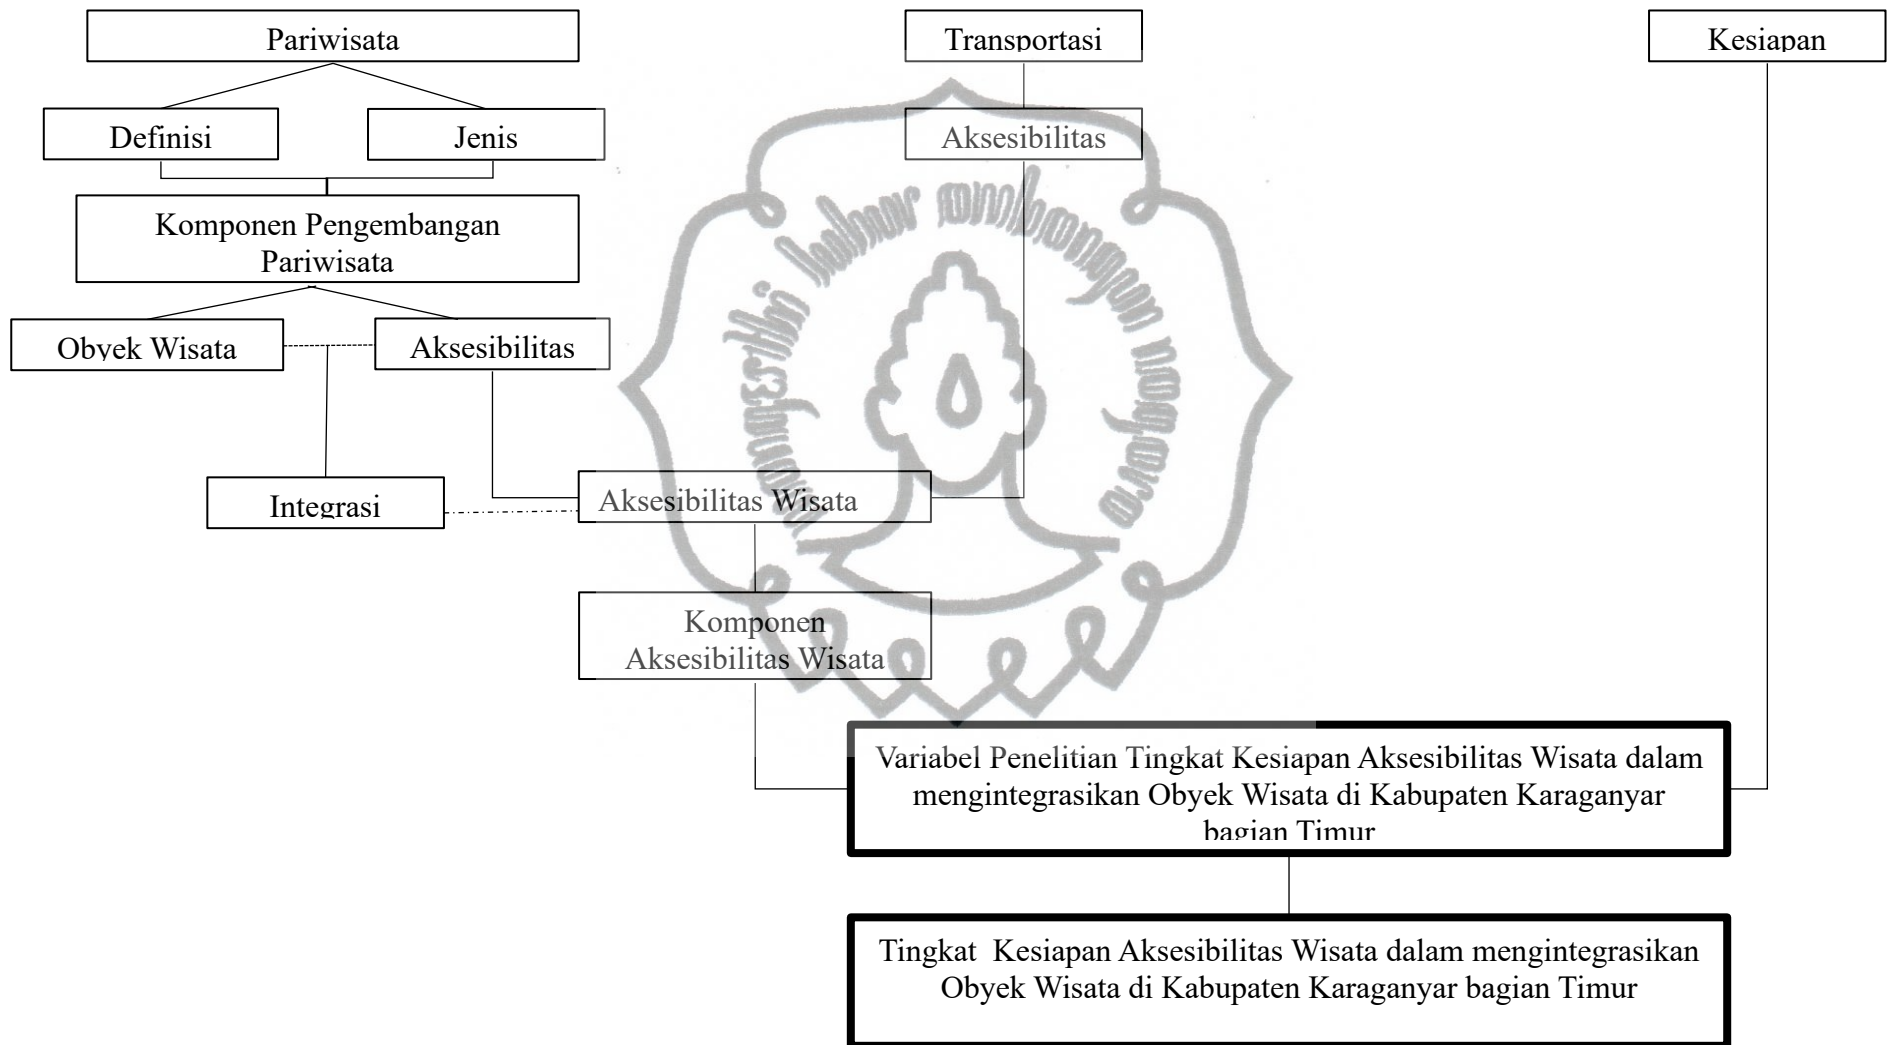 Pariwisata
Transportasi
Kesiapan
Definisi
Jenis
Aksesibilitas
Komponen Pengembangan
Pariwisata
Obyek Wisata
Aksesibilitas
Integrasi
Aksesibilitas Wisata
Komponen
Aksesibilitas Wisata
Variabel Penelitian Tingkat Kesiapan Aksesibilitas Wisata dalam
mengintegrasikan Obyek Wisata di Kabupaten Karaganyar
bagian Timur
Tingkat Kesiapan Aksesibilitas Wisata dalam mengintegrasikan
Obyek Wisata di Kabupaten Karaganyar bagian Timur